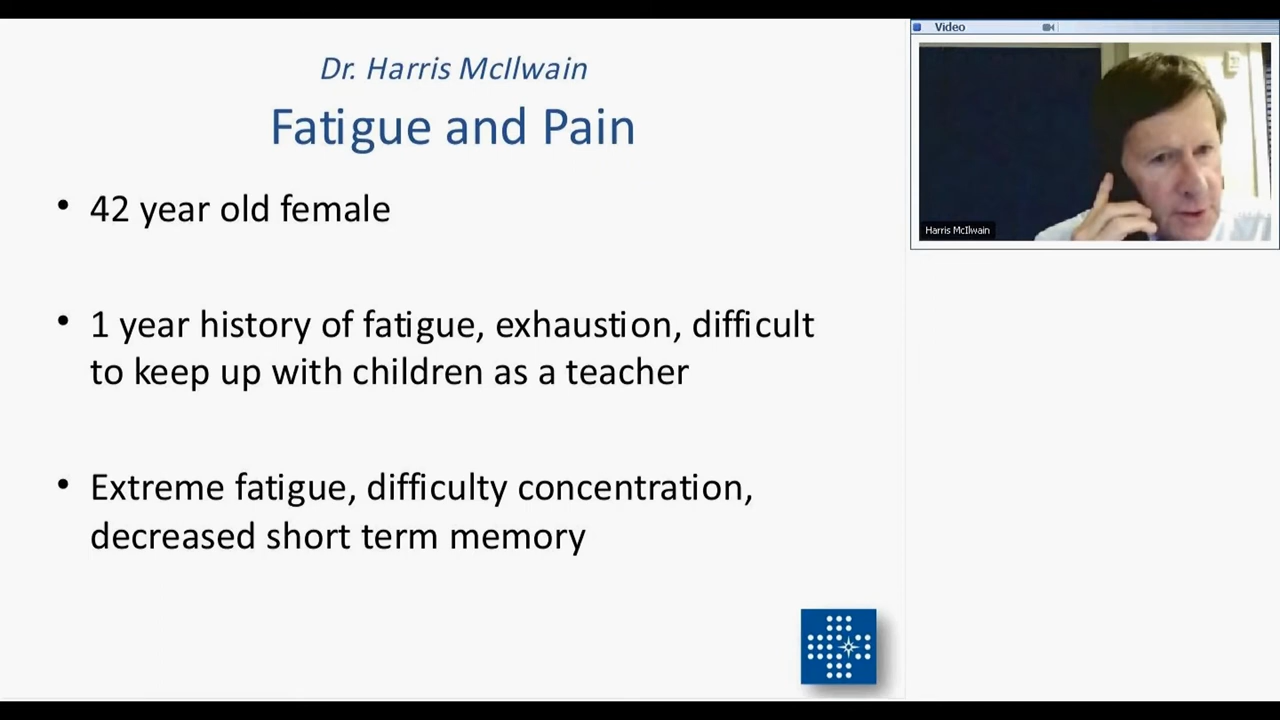 Dr. Harris McIlwain
Fatigue and Pain
• 42 year old female
• 1 year history of fatigue, exhaustion, difficult
to keep up with children as a teacher
• Extreme fatigue, difficulty concentration,
decreased short term memory
Video
Harris McIlwain